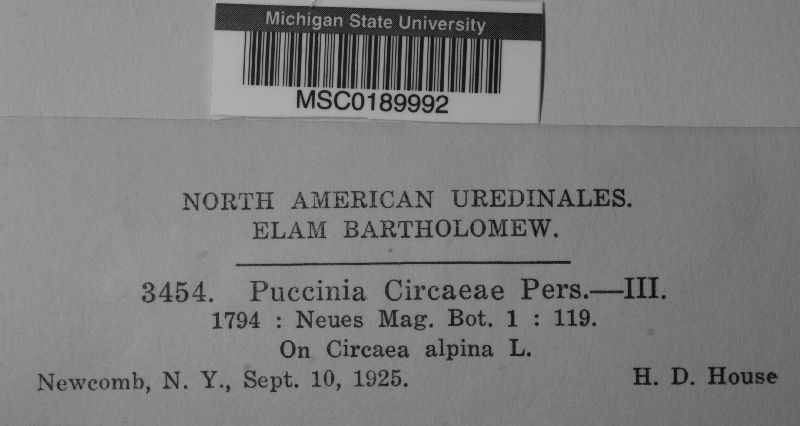 Michigan State University
MSC0189992
NORTH AMERICAN UREDINALES.
ELAM BARTHOLOMEW.
3454. Puccinia Circaeae Pers.—III.
1794 : Neues Mag. Bot. 1 : 119.
On Circaea alpina L.
Newcomb, N. Y., Sept. 10, 1925. H. D. House